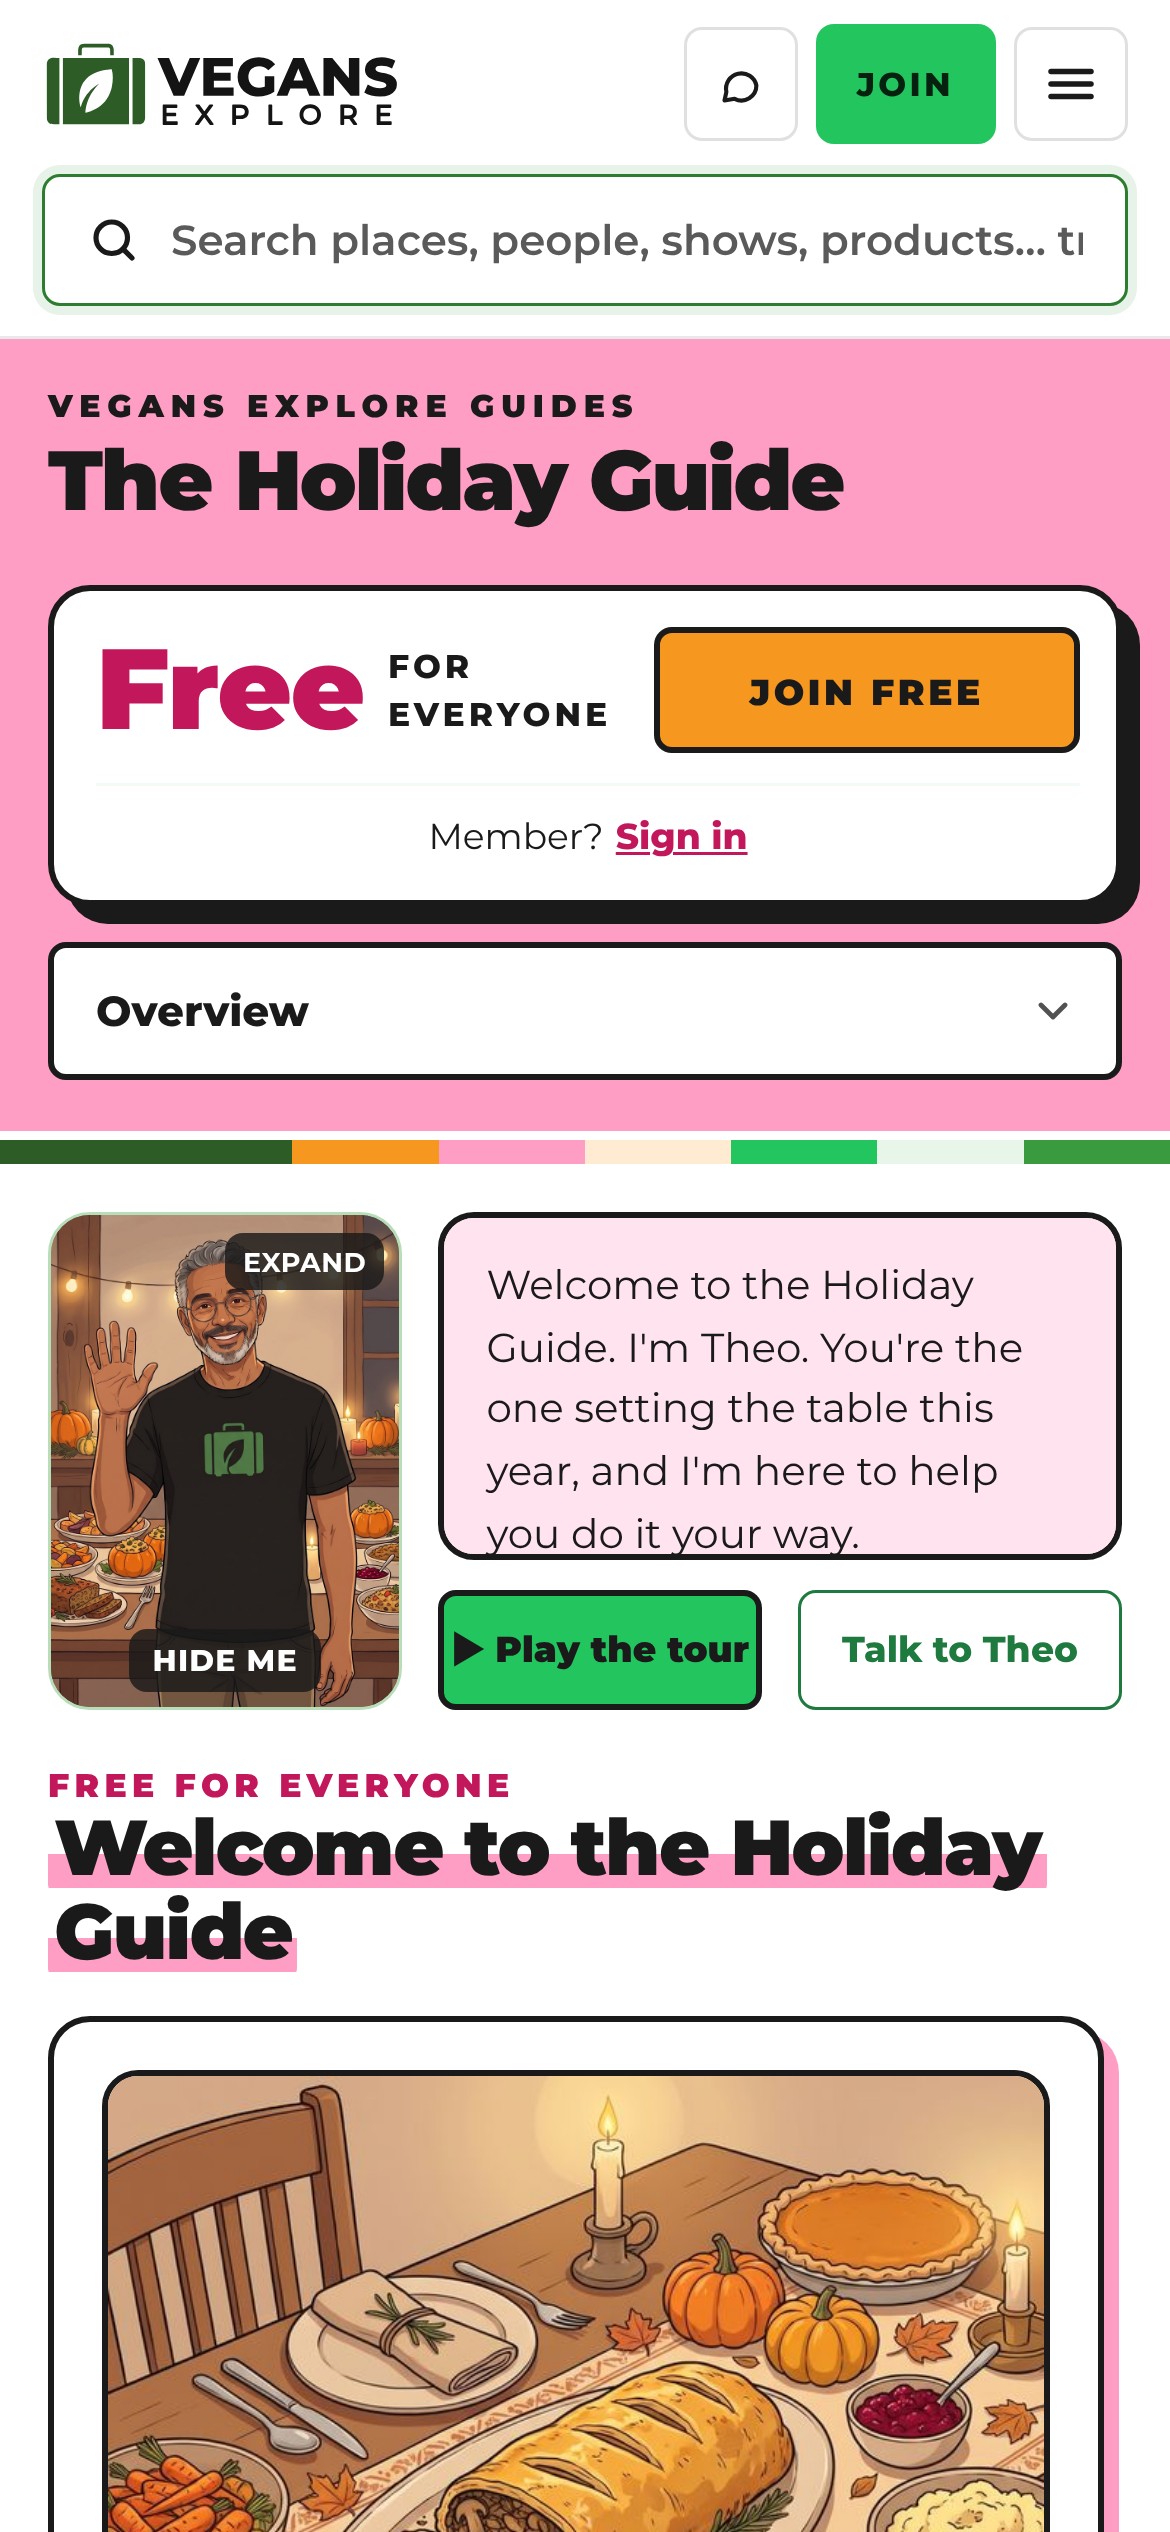 VEGANS
EXPLORE
JOIN
Search places, people, shows, products... tr
VEGANS EXPLORE GUIDES
The Holiday Guide
Free
FOR
EVERYONE
JOIN FREE
Member? Sign in
Overview
EXPAND
HIDE ME
Welcome to the Holiday
Guide. I'm Theo. You're the
one setting the table this
year, and I'm here to help
you do it your way.
Play the tour
Talk to Theo
FREE FOR EVERYONE
Welcome to the Holiday
Guide